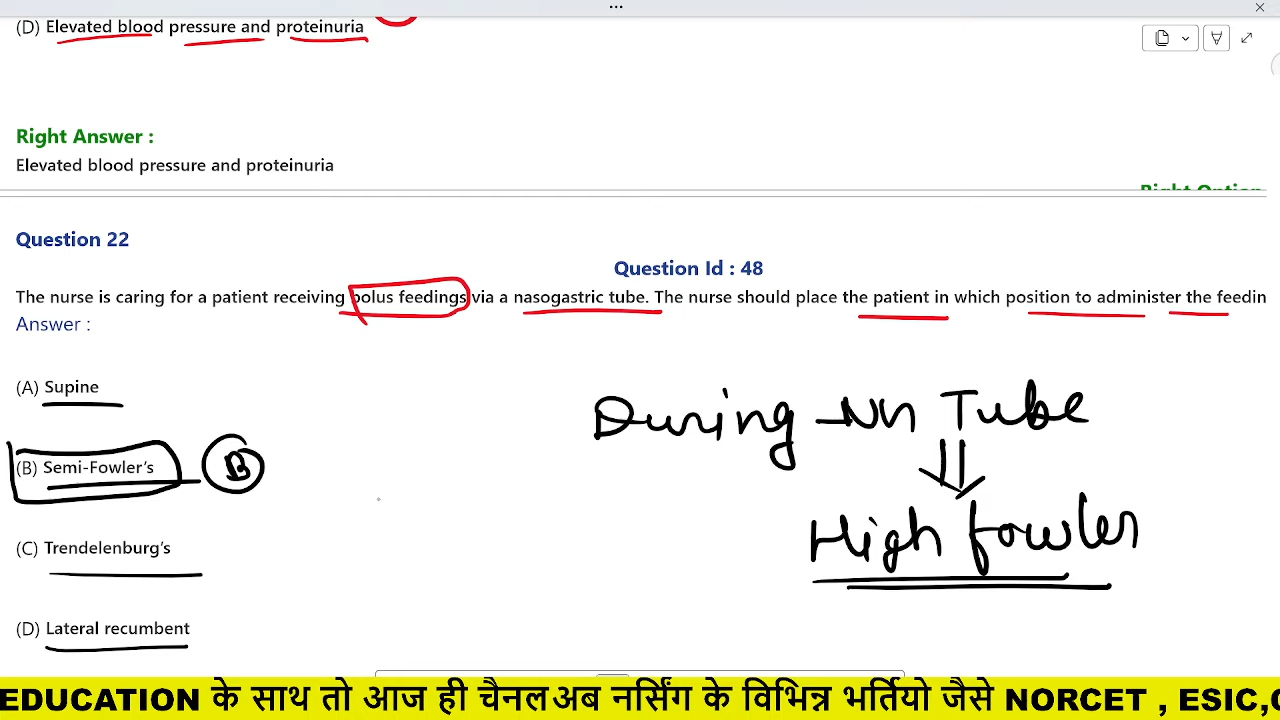 (D) Elevated blood pressure and proteinuria
Right Answer :
Elevated blood pressure and proteinuria
Question 22
Question Id : 48
The nurse is caring for a patient receiving bolus feedings via a nasogastric tube. The nurse should place the patient in which position to administer the feedin
Answer :
(A) Supine
During Tube
(B) Semi-Fowler's B
High fowler
(C) Trendelenburg's
(D) Lateral recumbent
EDUCATION के साथ तो आज ही चैनलअब नर्सिंग के विभिन्न भर्तियो जैसे NORCET , ESIC,